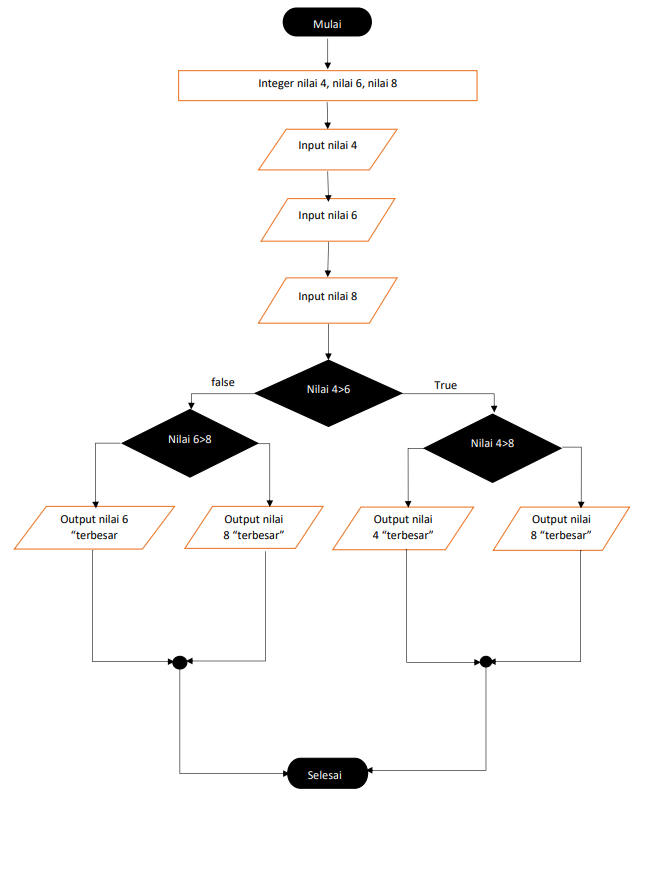 Mulai
Integer nilai 4, nilai 6, nilai 8
Input nilai 4
Input nilai 6
Input nilai 8
Nilai 4>6
false
True
Nilai 6>8
Nilai 4>8
Output nilai 6
“terbesar
Output nilai
8 “terbesar”
Output nilai
4 “terbesar”
Output nilai
8 “terbesar”
Selesai